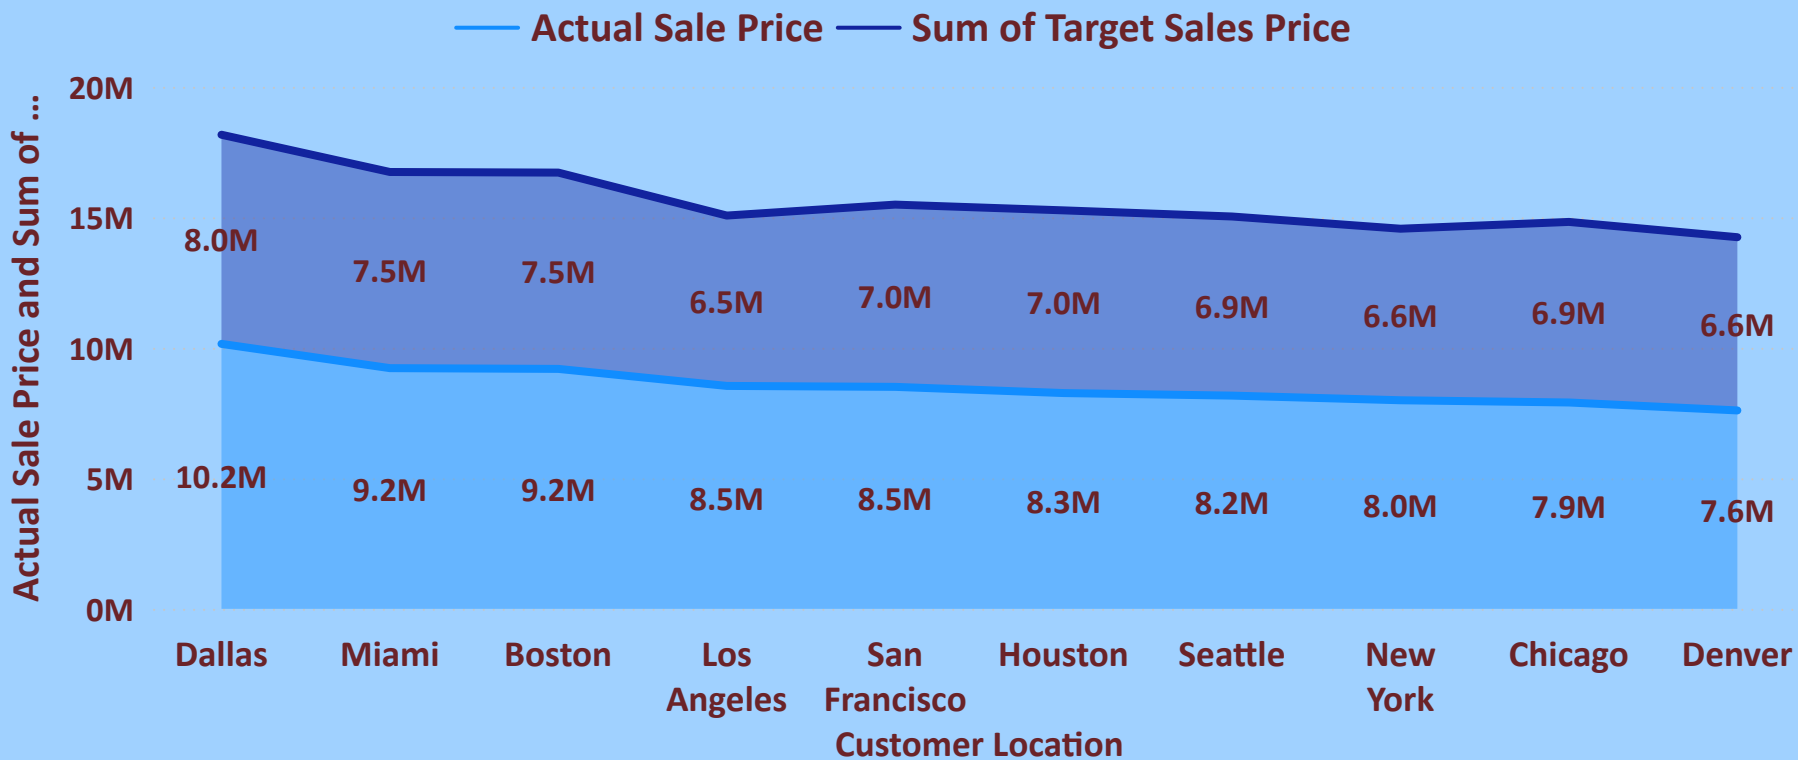 Actual Sale Price Sum of Target Sales Price
Actual Sale Price and Sum of ...
20M
15M
10M
5M
0M
8.0M 7.5M 7.5M 6.5M 7.0M 7.0M 6.9M 6.6M 6.9M 6.6M
10.2M 9.2M 9.2M 8.5M 8.5M 8.3M 8.2M 8.0M 7.9M 7.6M
Dallas Miami Boston Los San Houston Seattle New Chicago Denver
Angeles Francisco York
Customer Location